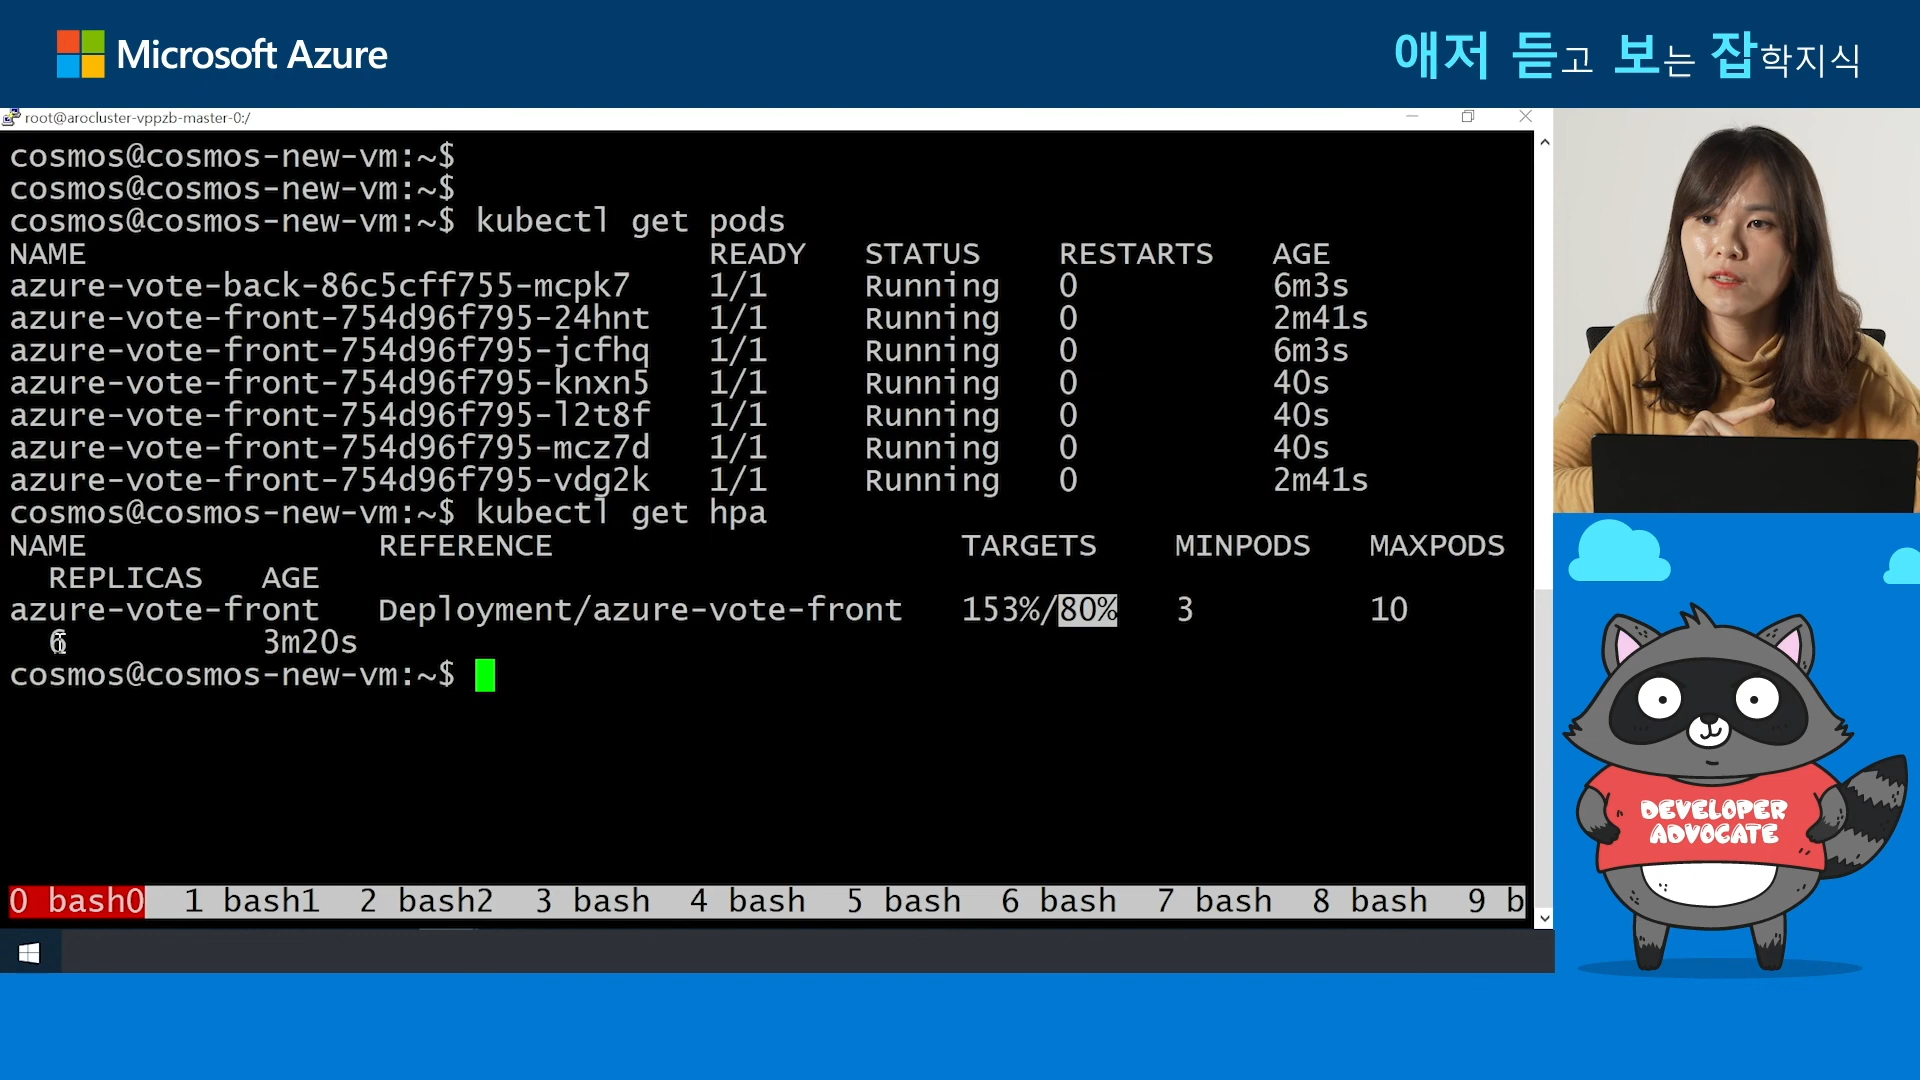 Microsoft Azure
애저 듣고 보는 잡학지식
root@arocluster-vppzb-master-0:/
cosmos@cosmos-new-vm:~$
cosmos@cosmos-new-vm:~$
cosmos@cosmos-new-vm:~$ kubectl get pods
NAME READY STATUS RESTARTS AGE
azure-vote-back-86c5cff755-mcpk7 1/1 Running 0 6m3s
azure-vote-front-754d96f795-24hnt 1/1 Running 0 2m41s
azure-vote-front-754d96f795-jcfhq 1/1 Running 0 6m3s
azure-vote-front-754d96f795-knxn5 1/1 Running 0 40s
azure-vote-front-754d96f795-l2t8f 1/1 Running 0 40s
azure-vote-front-754d96f795-mcz7d 1/1 Running 0 40s
azure-vote-front-754d96f795-vdg2k 1/1 Running 0 2m41s
cosmos@cosmos-new-vm:~$ kubectl get hpa
NAME REFERENCE TARGETS MINPODS MAXPODS
REPLICAS AGE
azure-vote-front Deployment/azure-vote-front 153%/80% 3 10
6 3m20s
cosmos@cosmos-new-vm:~$
0 bash0 1 bash1 2 bash2 3 bash 4 bash 5 bash 6 bash 7 bash 8 bash 9 b
DEVELOPER
ADVOCATE